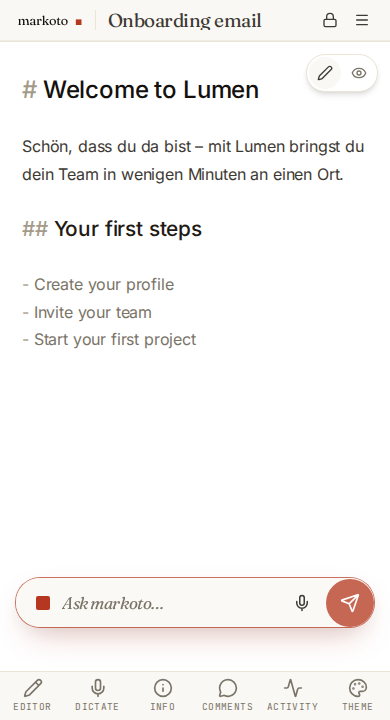 markoto
Onboarding email
# Welcome to Lumen
Schön, dass du da bist – mit Lumen bringst du
dein Team in wenigen Minuten an einen Ort.
## Your first steps
- Create your profile
- Invite your team
- Start your first project
Ask markoto...
EDITOR DICTATE INFO COMMENTS ACTIVITY THEME